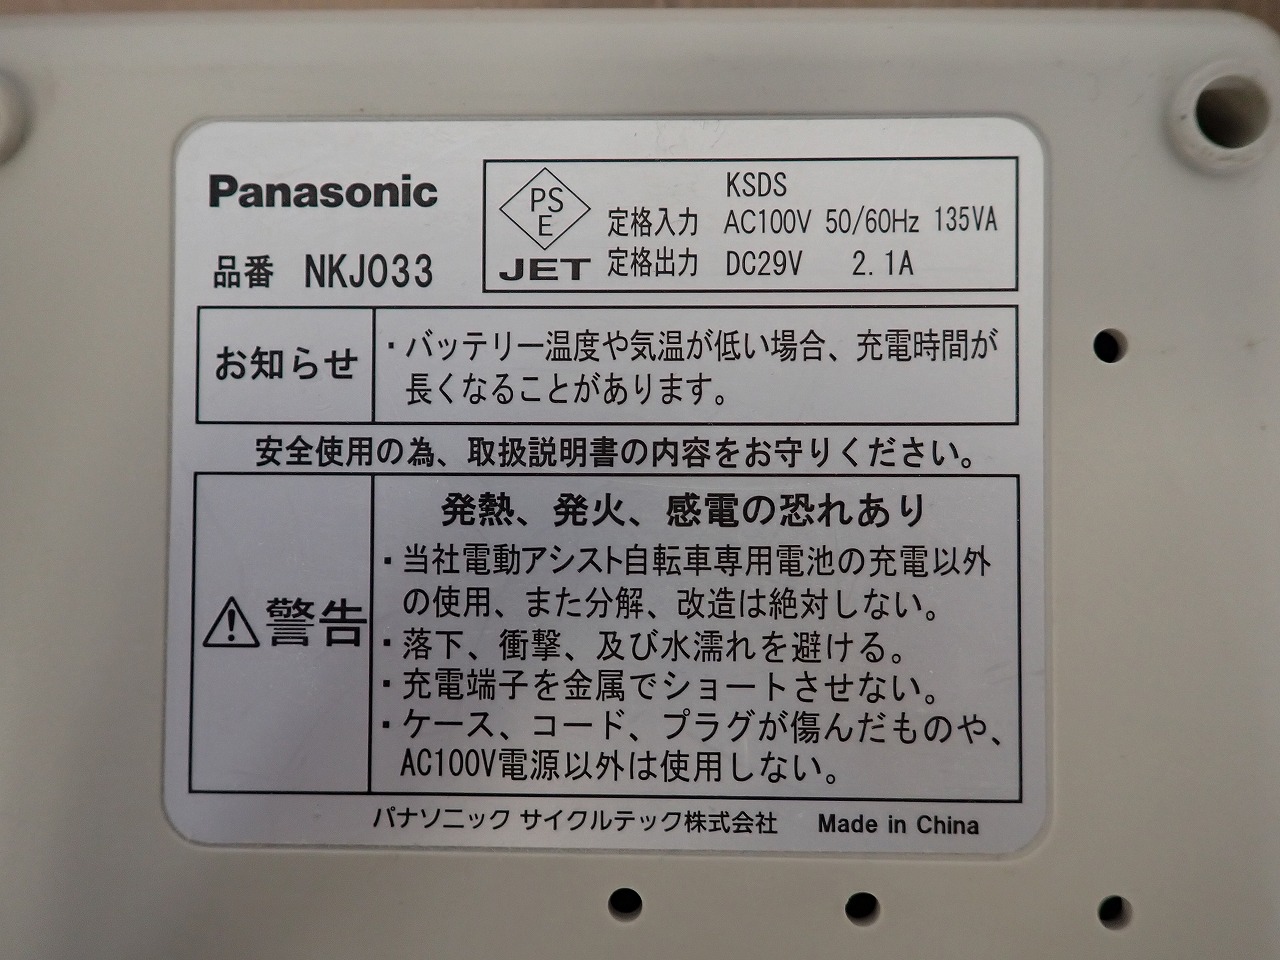 Panasonic
品番 NKJ033
PS
E
JET
KSDS
定格入力 AC100V 50/60Hz 135VA
定格出力 DC29V 2.1A
お知らせ
・バッテリー温度や気温が低い場合、充電時間が
長くなることがあります。
安全使用の為、取扱説明書の内容をお守りください。
警告
発熱、発火、感電の恐れあり
・当社電動アシスト自転車専用電池の充電以外
の使用、また分解、改造は絶対しない。
・落下、衝撃、及び水濡れを避ける。
・充電端子を金属でショートさせない。
・ケース、コード、プラグが傷んだものや、
AC100V電源以外は使用しない。
パナソニック サイクルテック株式会社 Made in China